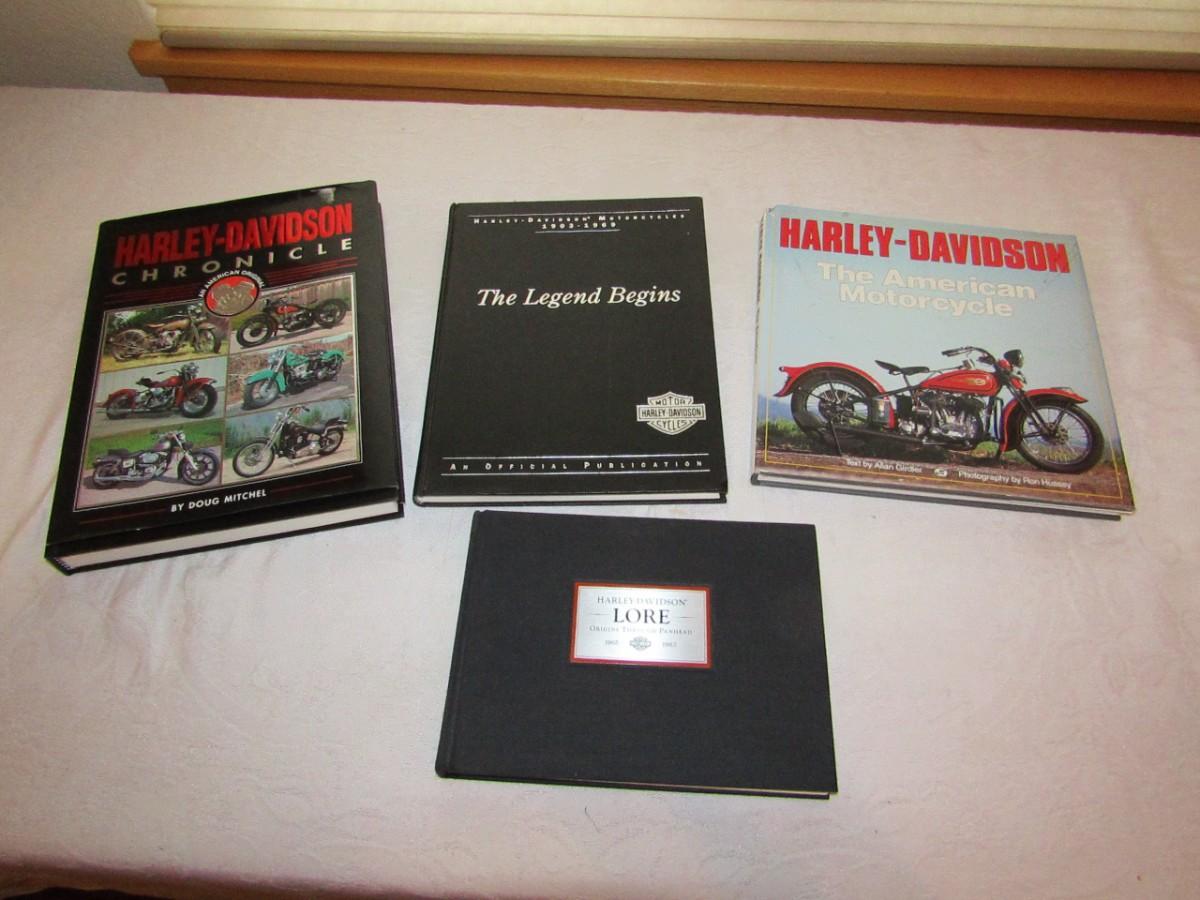 HARLEY-DAVIDSON
CHRONICLE
AN AMERICAN ORIGINAL
BY DOUG MITCHEL
HARLEY-DAVIDSON® MOTORCYCLES
1903-1969
The Legend Begins
MOTOR
HARLEY-DAVIDSON
CYCLES
AN OFFICIAL PUBLICATION
HARLEY-DAVIDSON
The American
Motorcycle
Text by Allan Girdler
Photography by Ron Hussey
HARLEY-DAVIDSON®
LORE
ORIGINS THROUGH PANHEAD